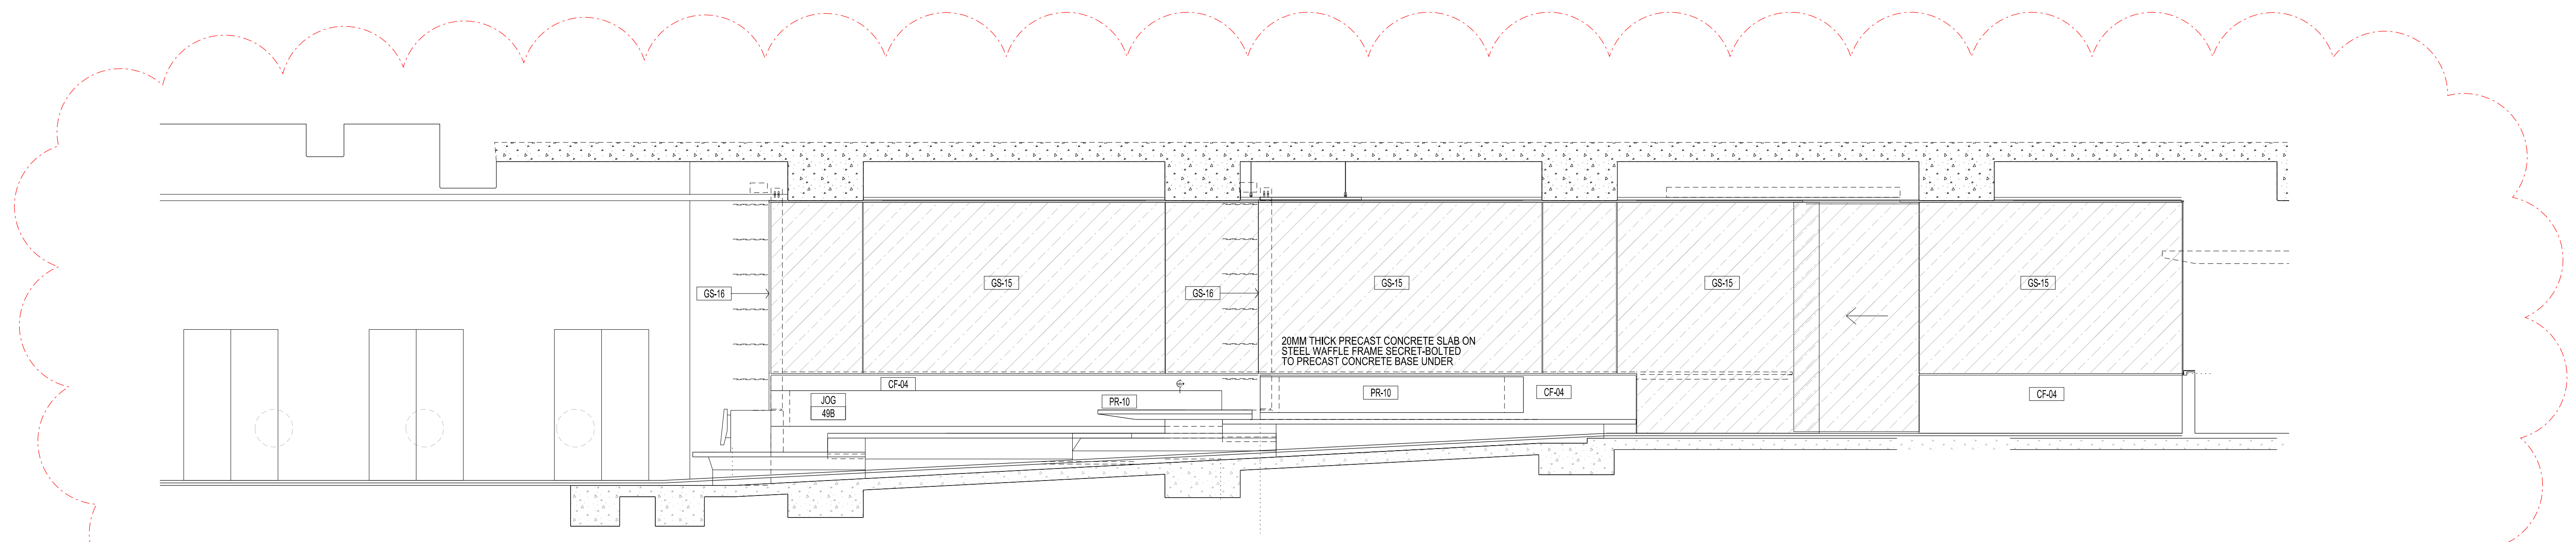 GS-15
GS-15
GS-15
GS-15
GS-16
GS-16
20MM THICK PRECAST CONCRETE SLAB ON
STEEL WAFFLE FRAME SECRET-BOLTED
TO PRECAST CONCRETE BASE UNDER
CF-04
PR-10
CF-04
CF-04
JOG
49B
PR-10